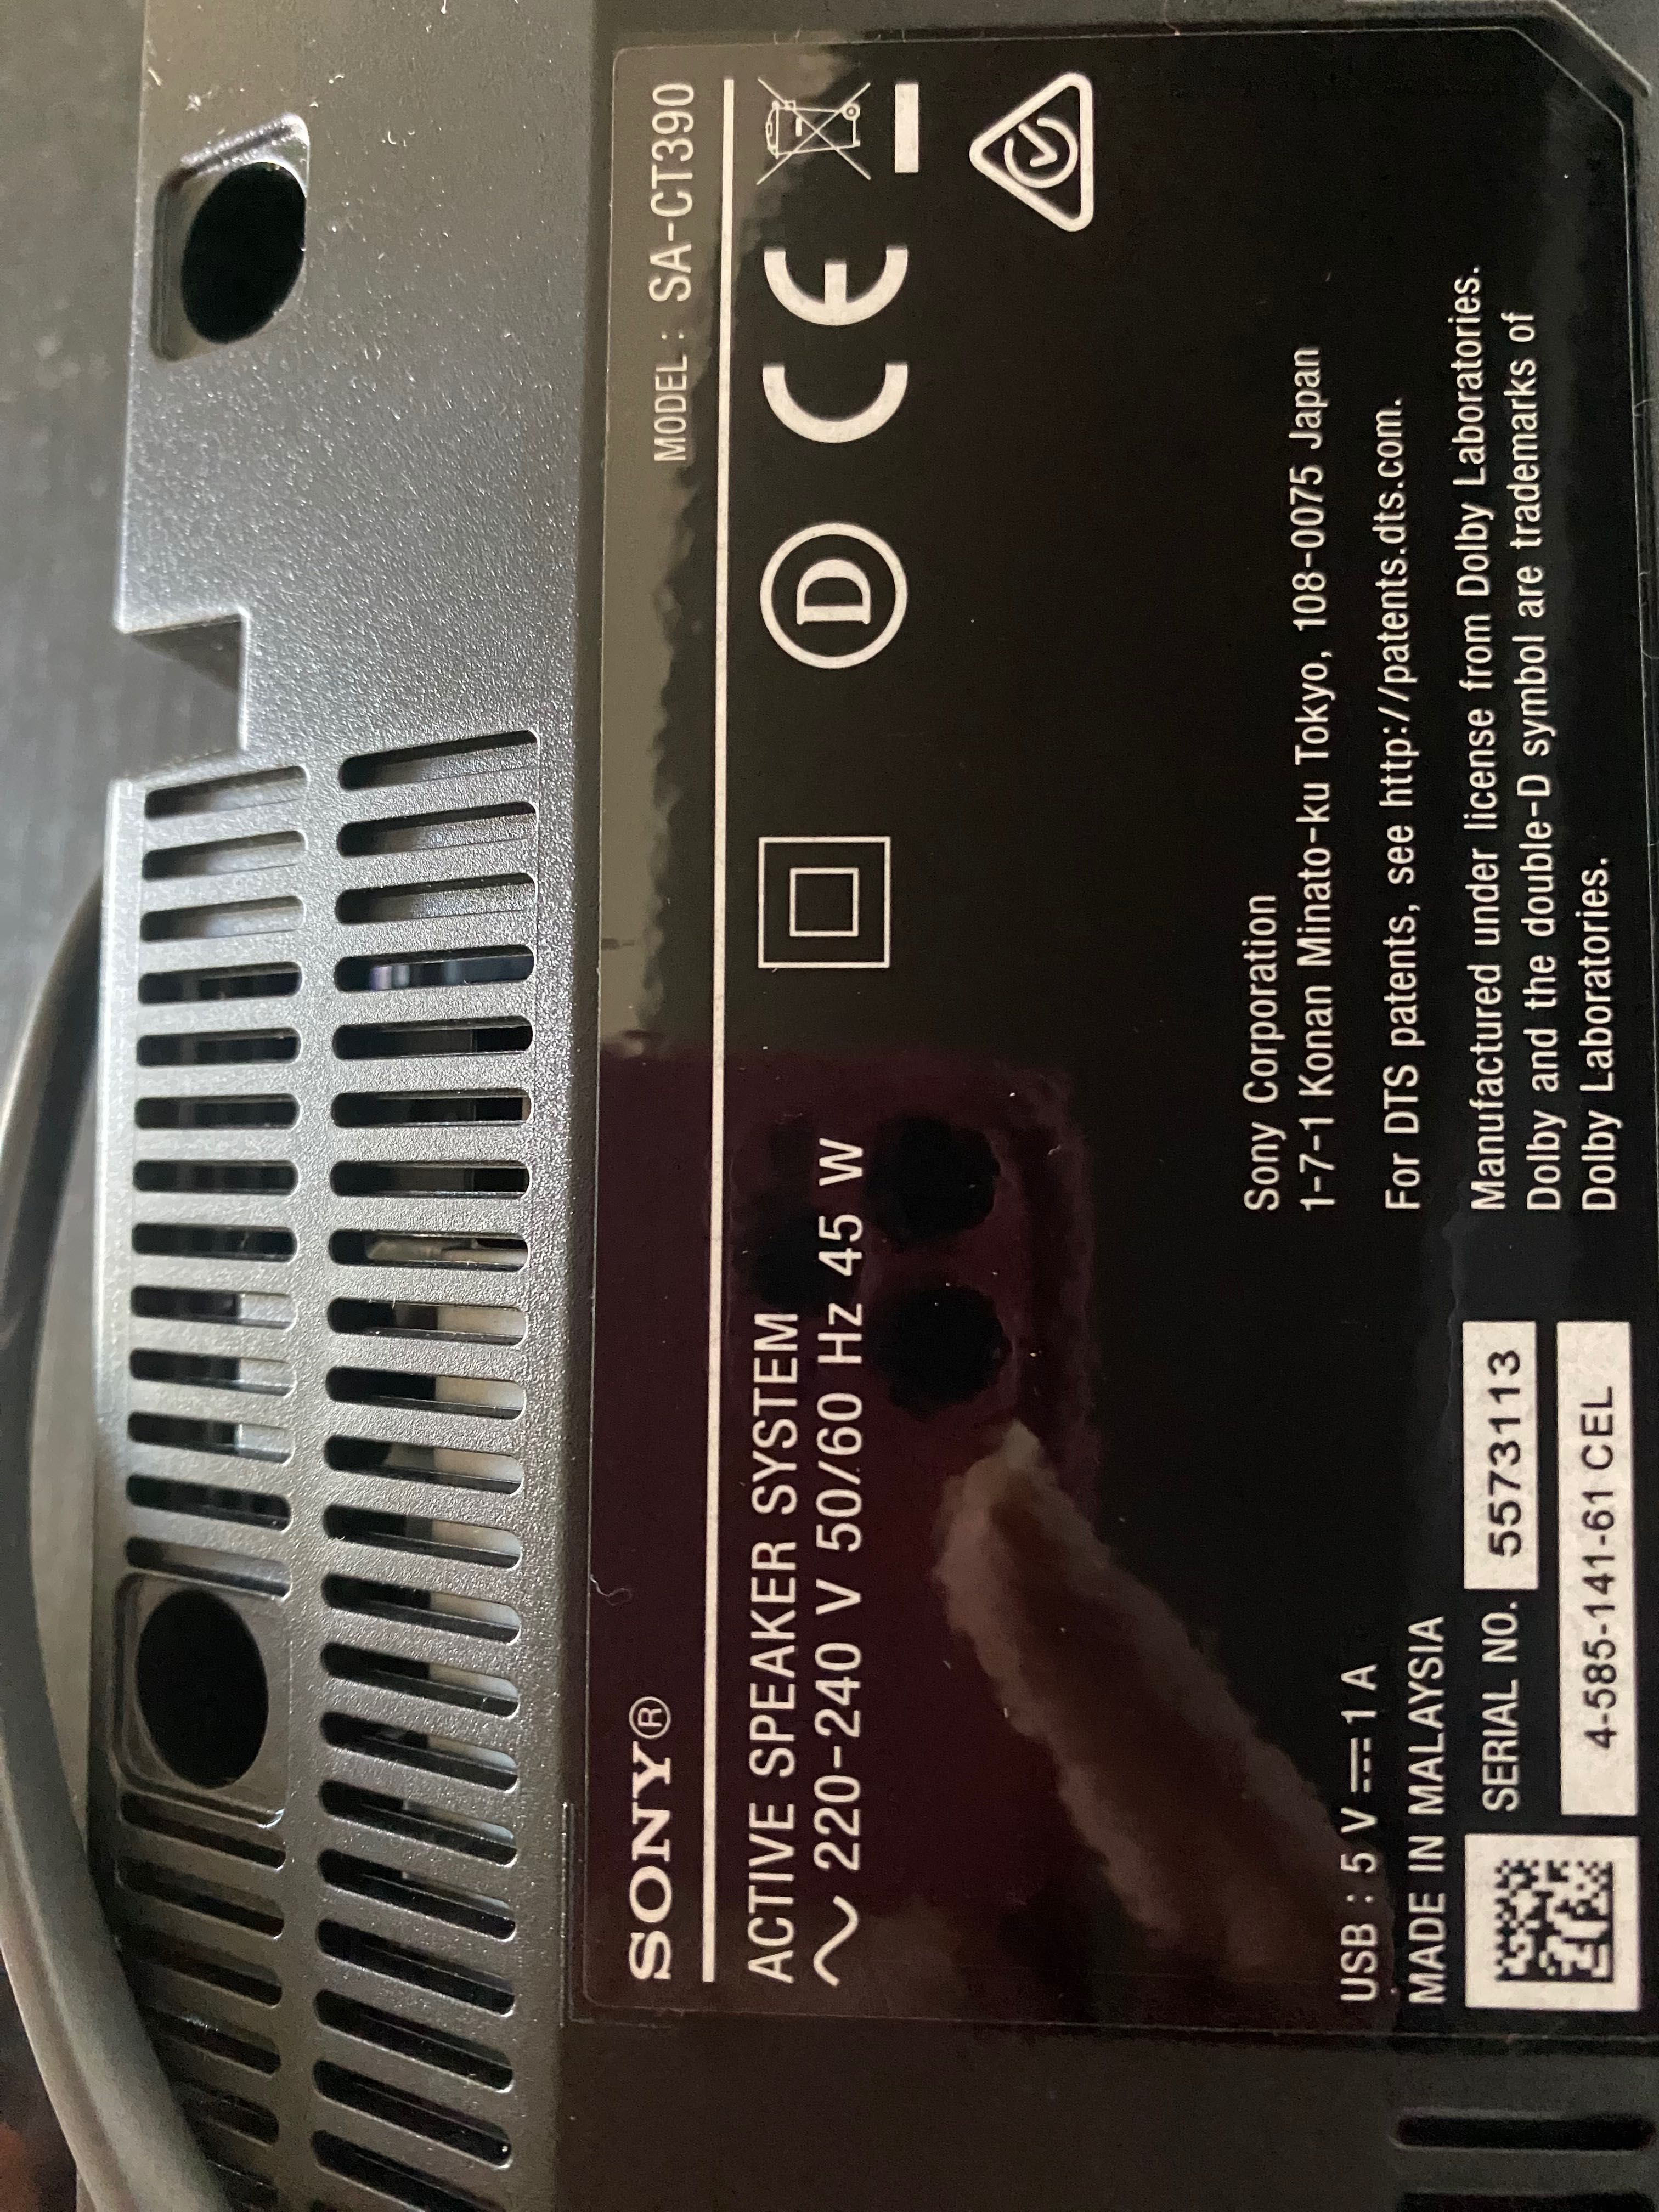 SONY®
MODEL : SA-CT390
ACTIVE SPEAKER SYSTEM
~ 220-240 V 50/60 Hz 45 W
D
CE
Sony Corporation
1-7-1 Konan Minato-ku Tokyo, 108-0075 Japan
For DTS patents, see http://patents.dts.com.
Manufactured under license from Dolby Laboratories.
Dolby and the double-D symbol are trademarks of
Dolby Laboratories.
USB : 5 V ⎓ 1 A
MADE IN MALAYSIA
SERIAL NO. 5573113
4-585-141-61 CEL